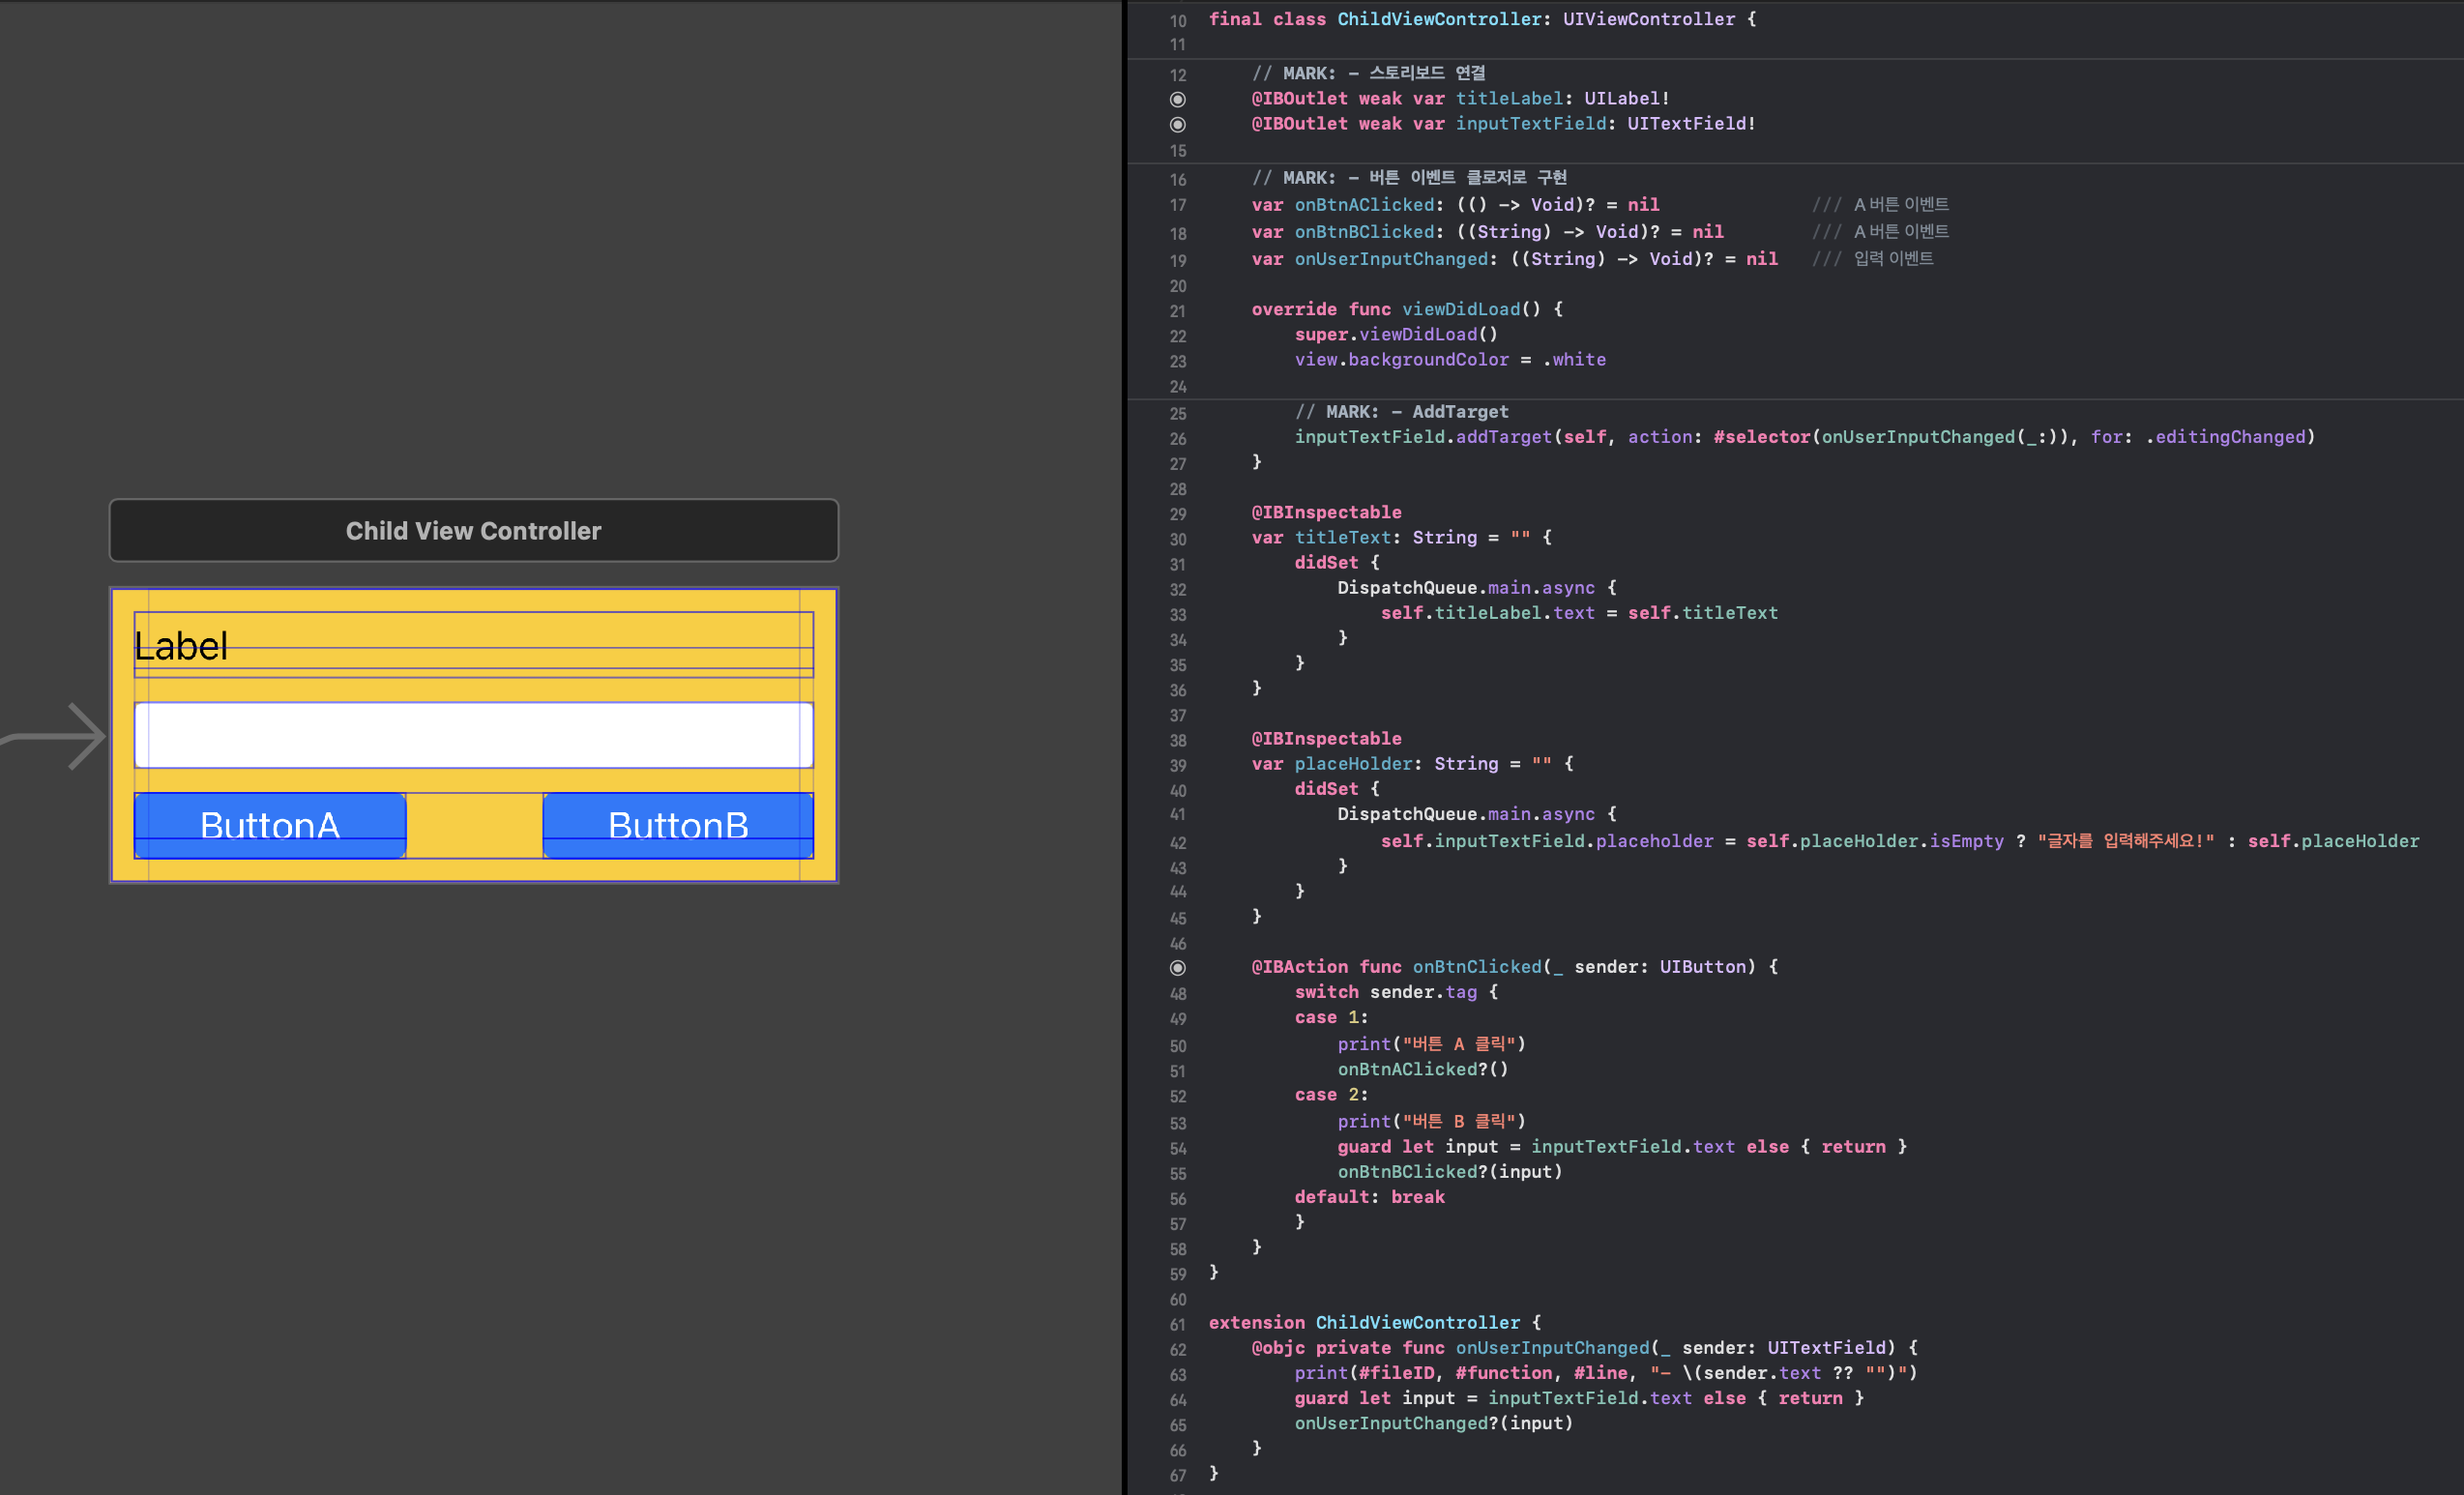 Child View Controller
Label
ButtonA ButtonB
10 final class ChildViewController: UIViewController {
11
12 // MARK: - 스토리보드 연결
@IBOutlet weak var titleLabel: UILabel!
@IBOutlet weak var inputTextField: UITextField!
15
16 // MARK: - 버튼 이벤트 클로저로 구현
17 var onBtnAClicked: (() -> Void)? = nil /// A 버튼 이벤트
18 var onBtnBClicked: ((String) -> Void)? = nil /// A 버튼 이벤트
19 var onUserInputChanged: ((String) -> Void)? = nil /// 입력 이벤트
20
21 override func viewDidLoad() {
22 super.viewDidLoad()
23 view.backgroundColor = .white
24
25 // MARK: - AddTarget
26 inputTextField.addTarget(self, action: #selector(onUserInputChanged(_:)), for: .editingChanged)
27 }
28
29 @IBInspectable
30 var titleText: String = "" {
31 didSet {
32 DispatchQueue.main.async {
33 self.titleLabel.text = self.titleText
34 }
35 }
36 }
37
38 @IBInspectable
39 var placeHolder: String = "" {
40 didSet {
41 DispatchQueue.main.async {
42 self.inputTextField.placeholder = self.placeHolder.isEmpty ? "글자를 입력해주세요!" : self.placeHolder
43 }
44 }
45 }
46
@IBAction func onBtnClicked(_ sender: UIButton) {
48 switch sender.tag {
49 case 1:
50 print("버튼 A 클릭")
51 onBtnAClicked?()
52 case 2:
53 print("버튼 B 클릭")
54 guard let input = inputTextField.text else { return }
55 onBtnBClicked?(input)
56 default: break
57 }
58 }
59 }
60
61 extension ChildViewController {
62 @objc private func onUserInputChanged(_ sender: UITextField) {
63 print(#fileID, #function, #line, "- \(sender.text ?? "")")
64 guard let input = inputTextField.text else { return }
65 onUserInputChanged?(input)
66 }
67 }